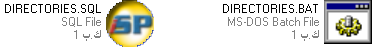 DIRECTORIES.SQL
SQL File
1 ك.ب
DIRECTORIES.BAT
MS-DOS Batch File
1 ك.ب